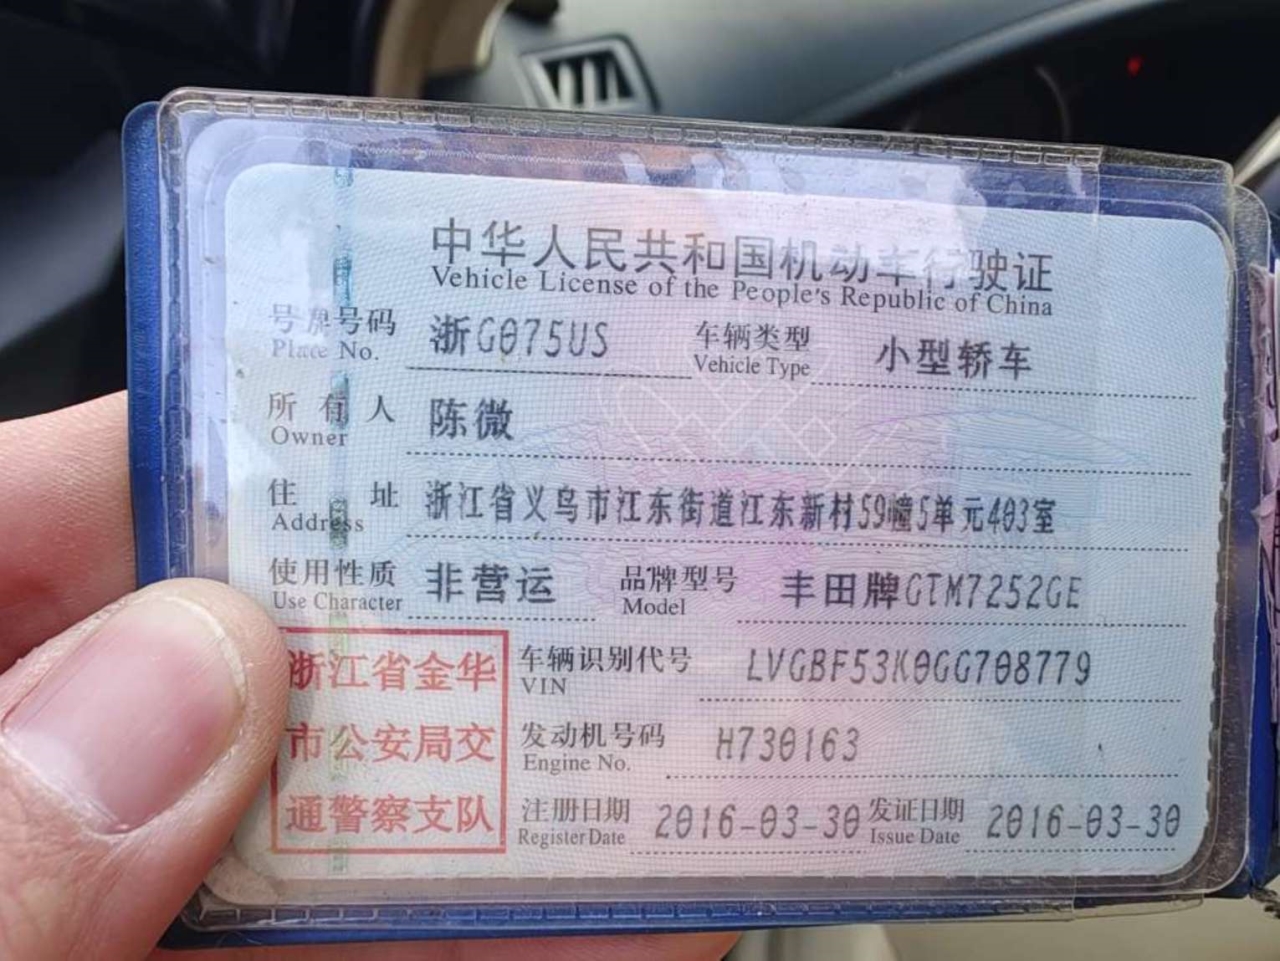 中华人民共和国机动车行驶证
Vehicle License of the People's Republic of China
号牌号码 浙G075US 车辆类型 小型轿车
Plate No. Vehicle Type
所有人 陈微
Owner
住址 浙江省义乌市江东街道江东新村59幢5单元403室
Address
使用性质 非营运 品牌型号 丰田牌GTM7252GE
Use Character Model
浙江省金华
市公安局交
通警察支队
车辆识别代号 LVGBF53K0GG708779
VIN
发动机号码 H730163
Engine No.
注册日期 2016-03-30 发证日期 2016-03-30
Register Date Issue Date